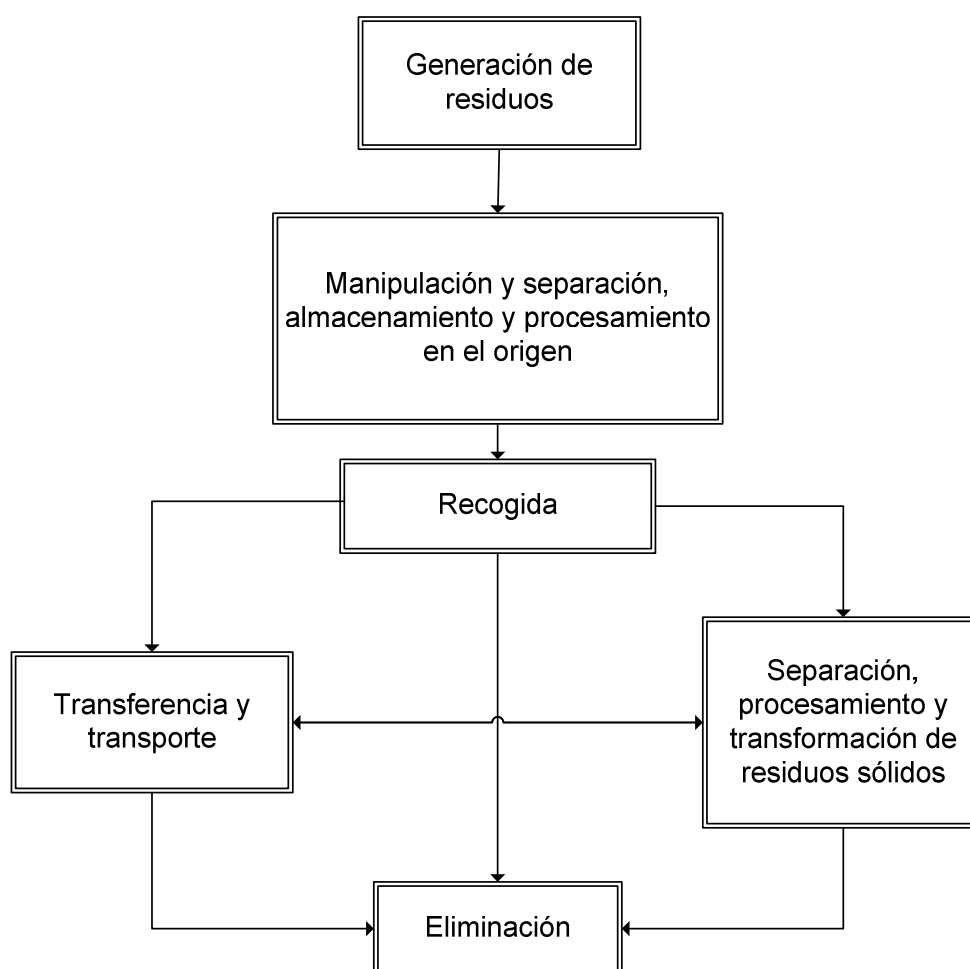 Generación de
residuos
Manipulación y separación,
almacenamiento y procesamiento
en el origen
Recogida
Transferencia y
transporte
Separación,
procesamiento y
transformación de
residuos sólidos
Eliminación